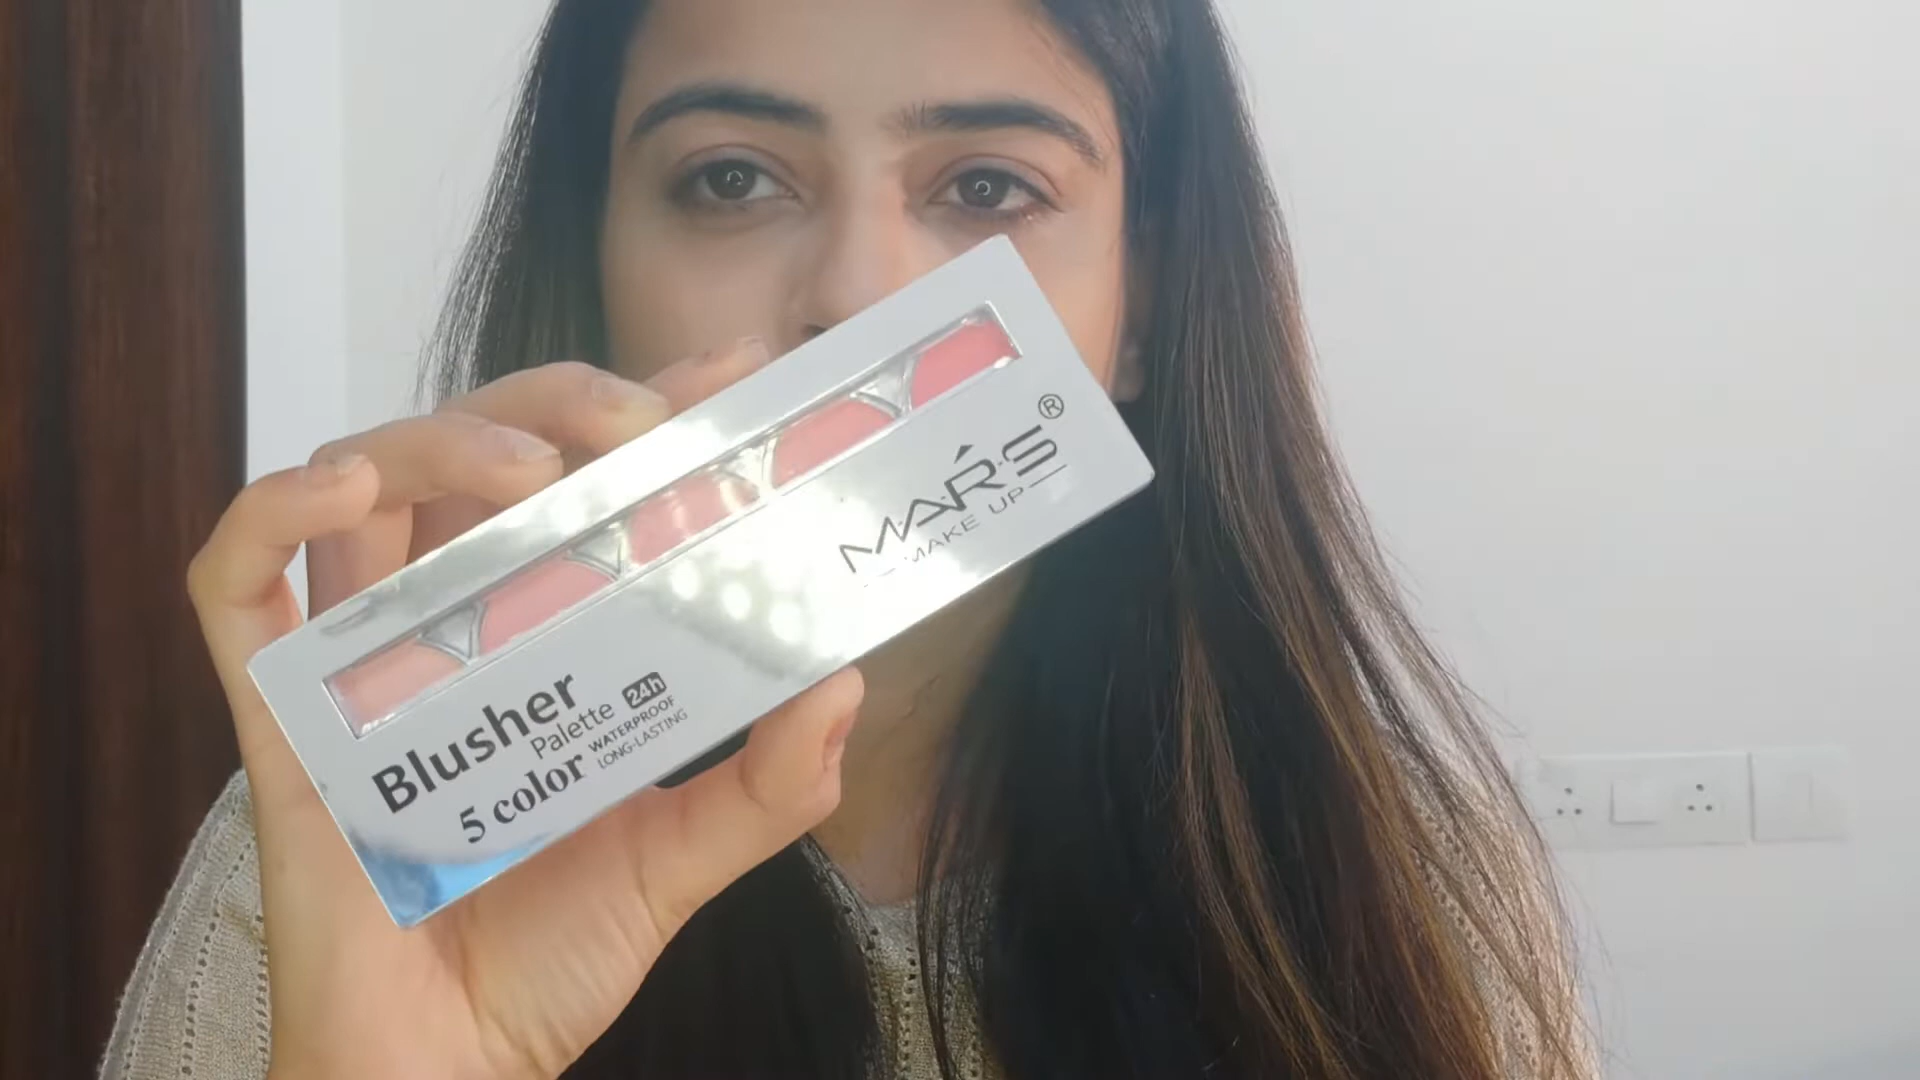 MARS®
MAKE UP
Blusher
Palette
5 color
24h
WATERPROOF
LONG-LASTING